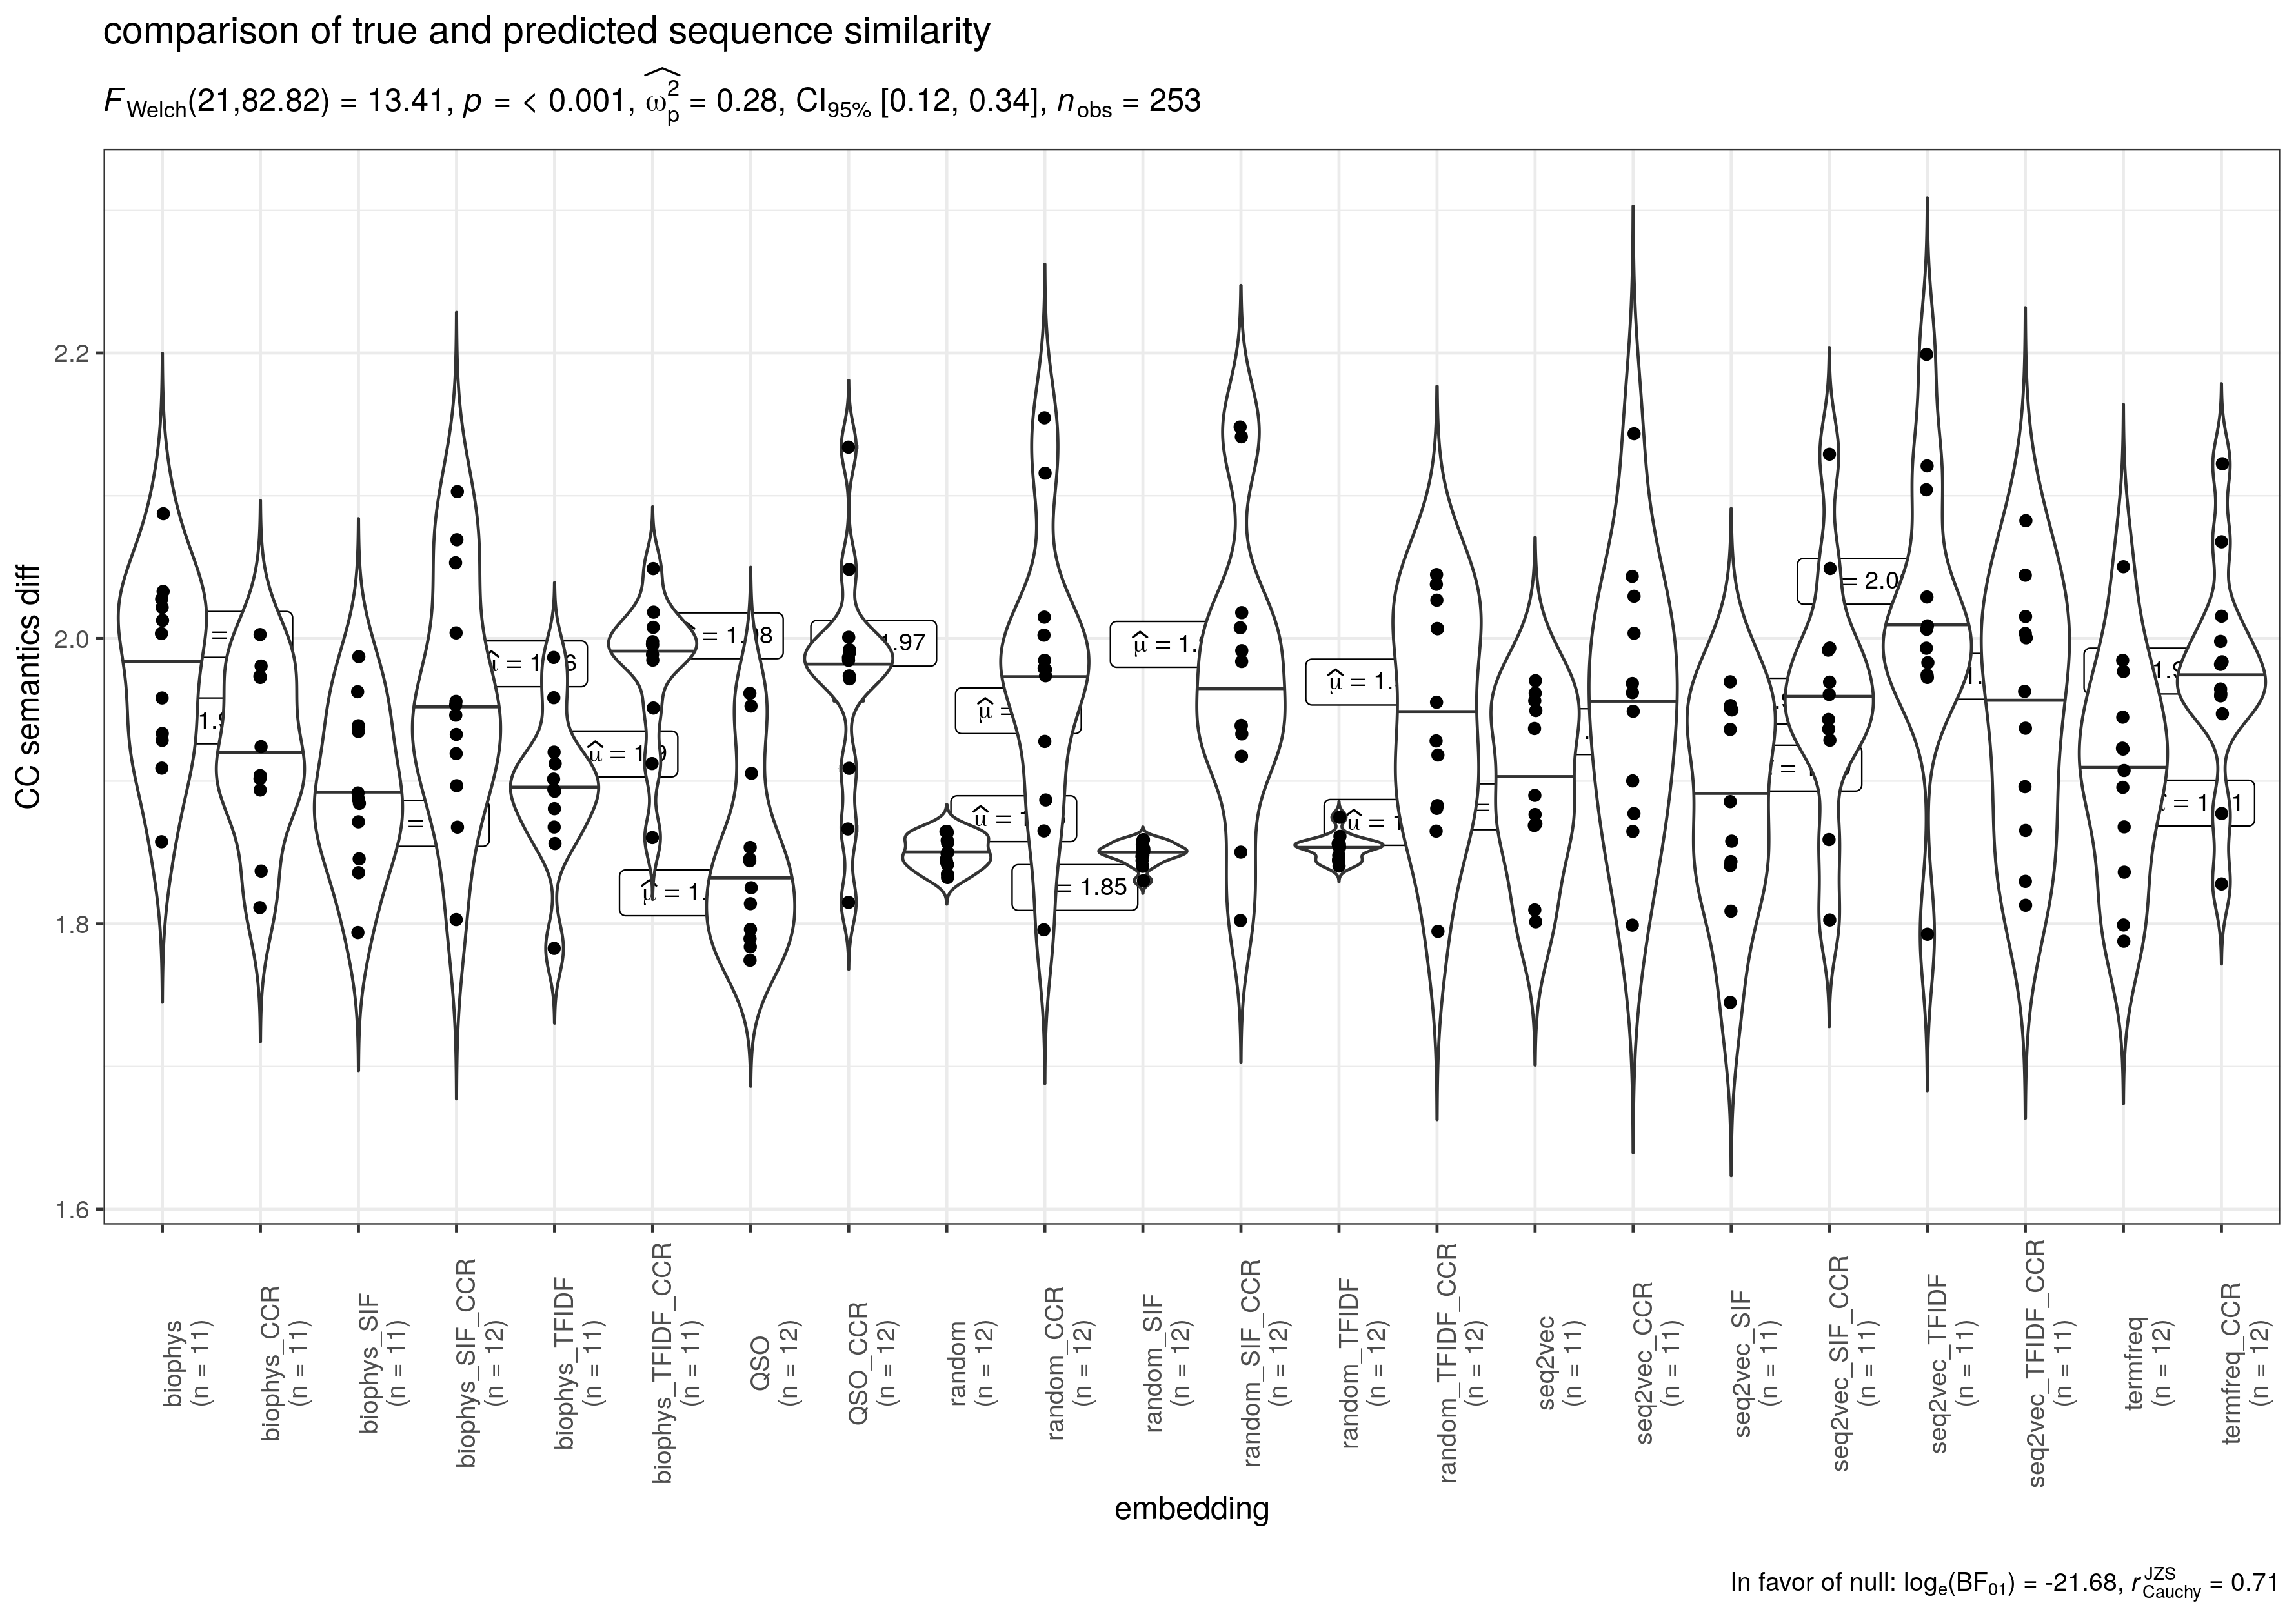 comparison of true and predicted sequence similarity
F Welch(21,82.82) = 13.41, p = < 0.001, ω̂²p = 0.28, CI95% [0.12, 0.34], nobs = 253
CC semantics diff
2.2
2.0
1.8
1.6
=
μ̂ = 1.9
= 1.98
1.97
= 2.0
μ̂ =
μ̂ = 1.
= 1.85
biophys
(n = 11)
biophys_CCR
(n = 11)
biophys_SIF
(n = 11)
biophys_SIF_CCR
(n = 12)
biophys_TFIDF
(n = 11)
biophys_TFIDF_CCR
(n = 11)
QSO
(n = 12)
QSO_CCR
(n = 12)
random
(n = 12)
random_CCR
(n = 12)
random_SIF
(n = 12)
random_SIF_CCR
(n = 12)
random_TFIDF
(n = 12)
random_TFIDF_CCR
(n = 12)
seq2vec
(n = 11)
seq2vec_CCR
(n = 11)
seq2vec_SIF
(n = 11)
seq2vec_SIF_CCR
(n = 11)
seq2vec_TFIDF
(n = 11)
seq2vec_TFIDF_CCR
(n = 11)
termfreq
(n = 12)
termfreq_CCR
(n = 12)
embedding
In favor of null: loge(BF01) = -21.68, r JZS Cauchy = 0.71